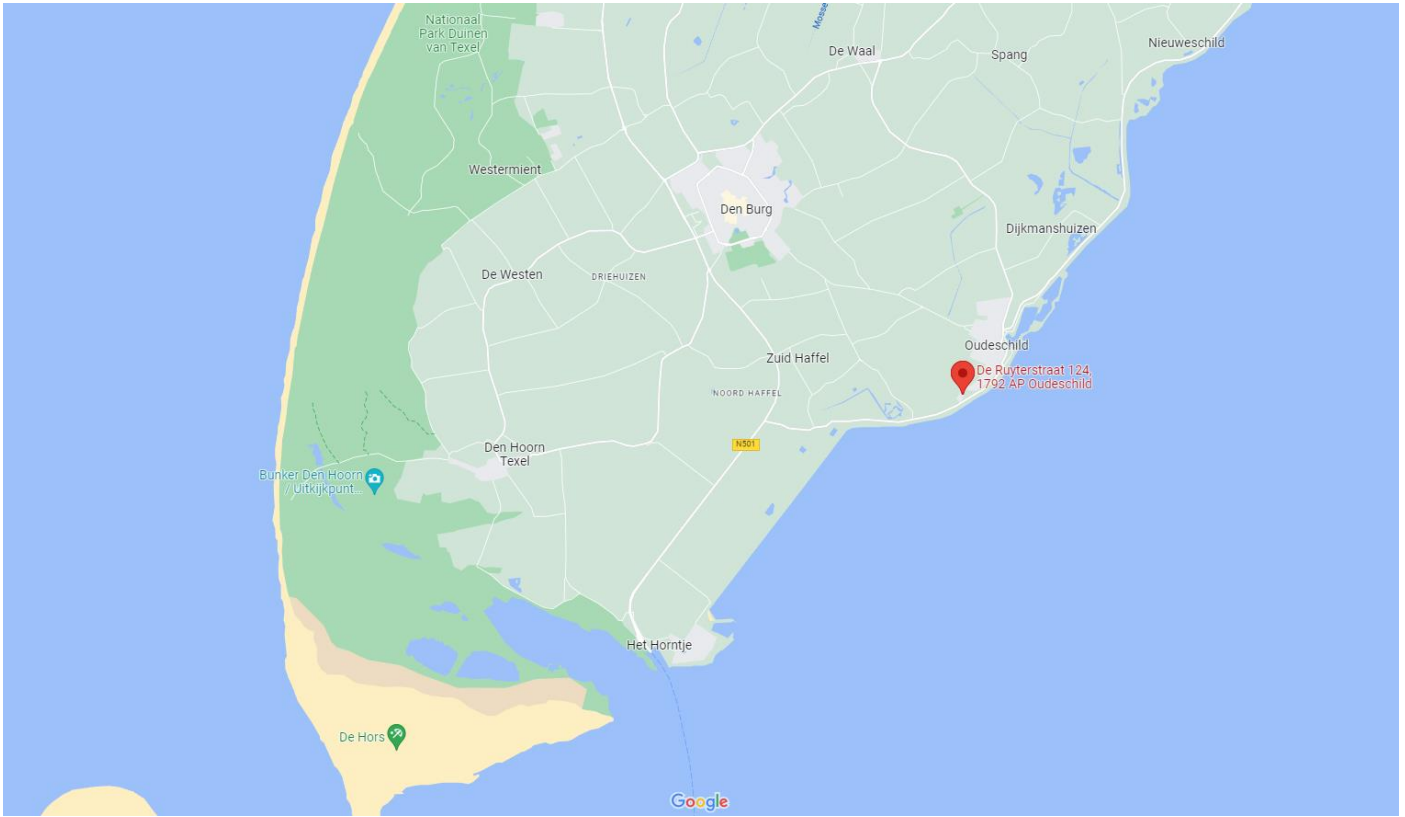 Nationaal
Park Duinen
van Texel
Mosse
De Waal
Spang
Nieuweschild
Westermient
Den Burg
Dijkmanshuizen
De Westen
DRIEHUIZEN
Oudeschild
Zuid Haffel
De Ruyterstraat 124,
1792 AP Oudeschild
NOORD HAFFEL
N501
Den Hoorn
Texel
Bunker Den Hoorn
/ Uitkijkpunt...
Het Horntje
De Hors
Google